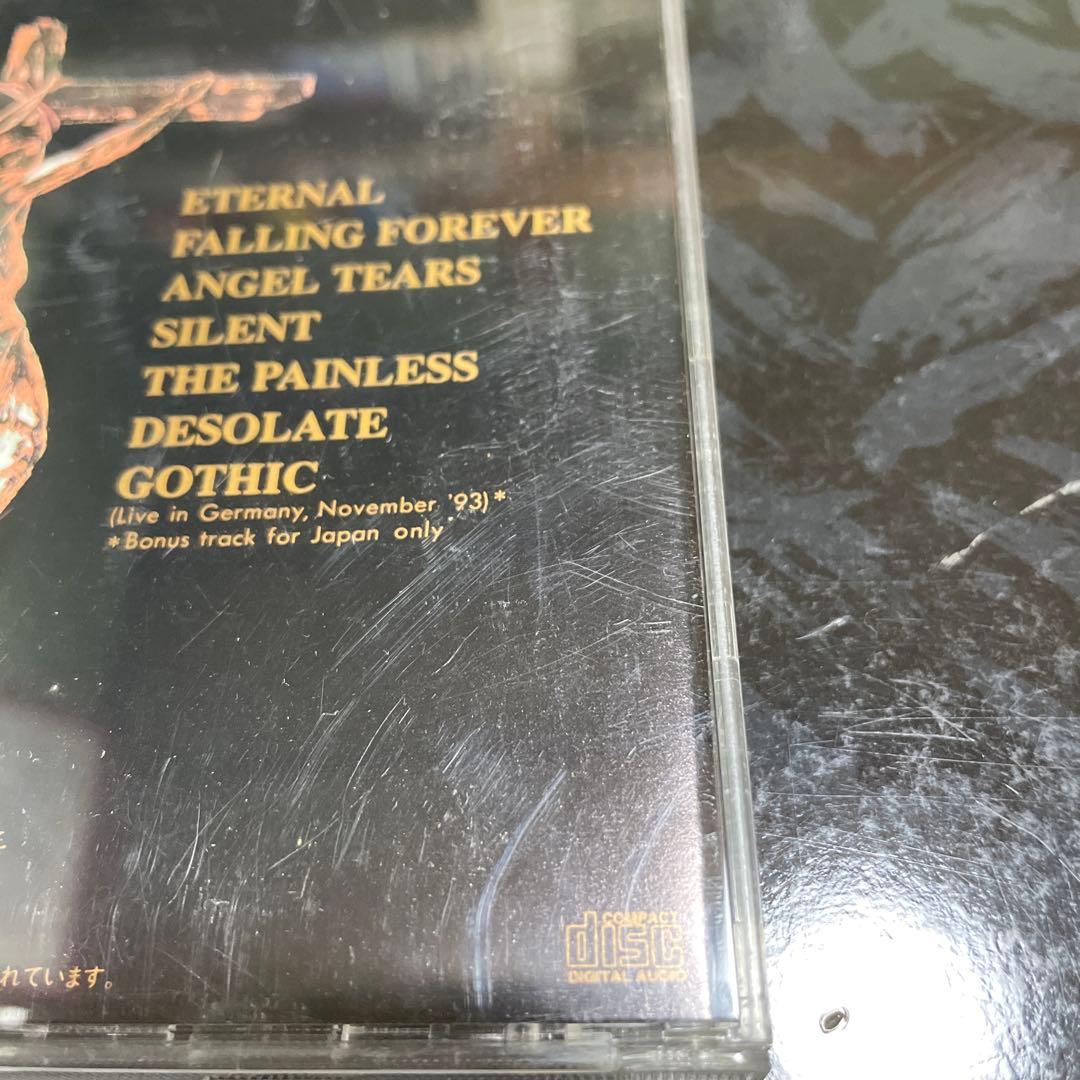 ETERNAL
FALLING FOREVER
ANGEL TEARS
SILENT
THE PAINLESS
DESOLATE
GOTHIC
(Live in Germany, November '93)*
*Bonus track for Japan only
COMPACT
disc
DIGITAL AUDIO
れています。